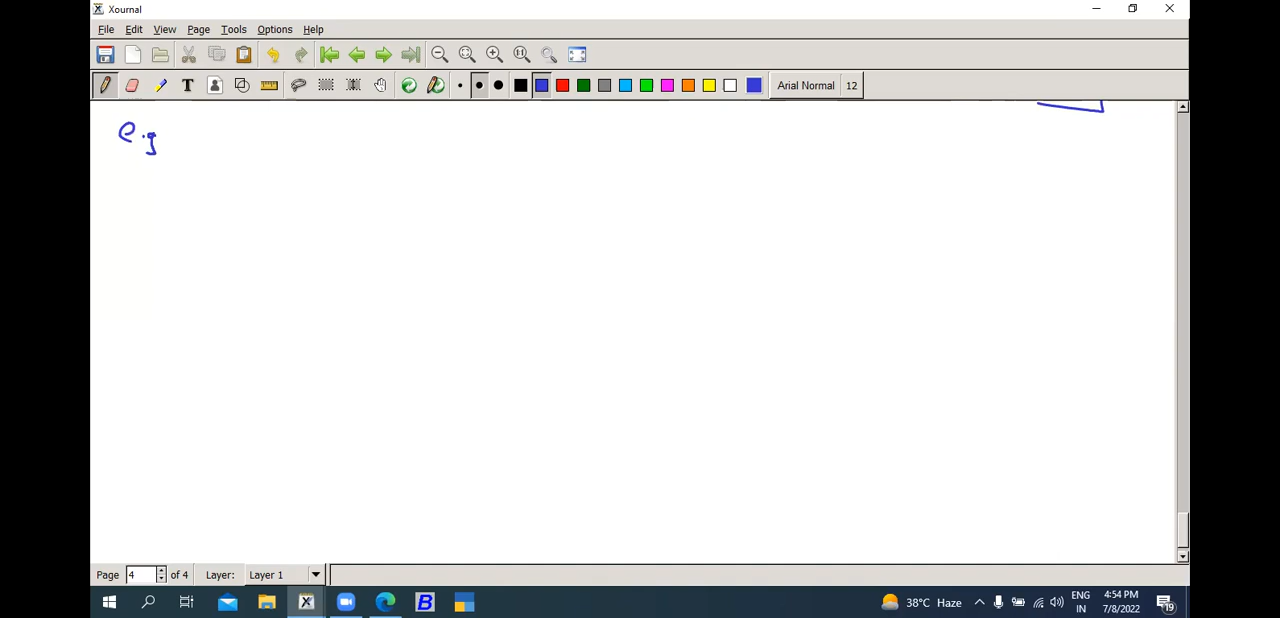 Xournal
File Edit View Page Tools Options Help
T Arial Normal 12
e.g
Page 4 of 4 Layer: Layer 1
38°C Haze ENG IN 4:54 PM 7/8/2022 19